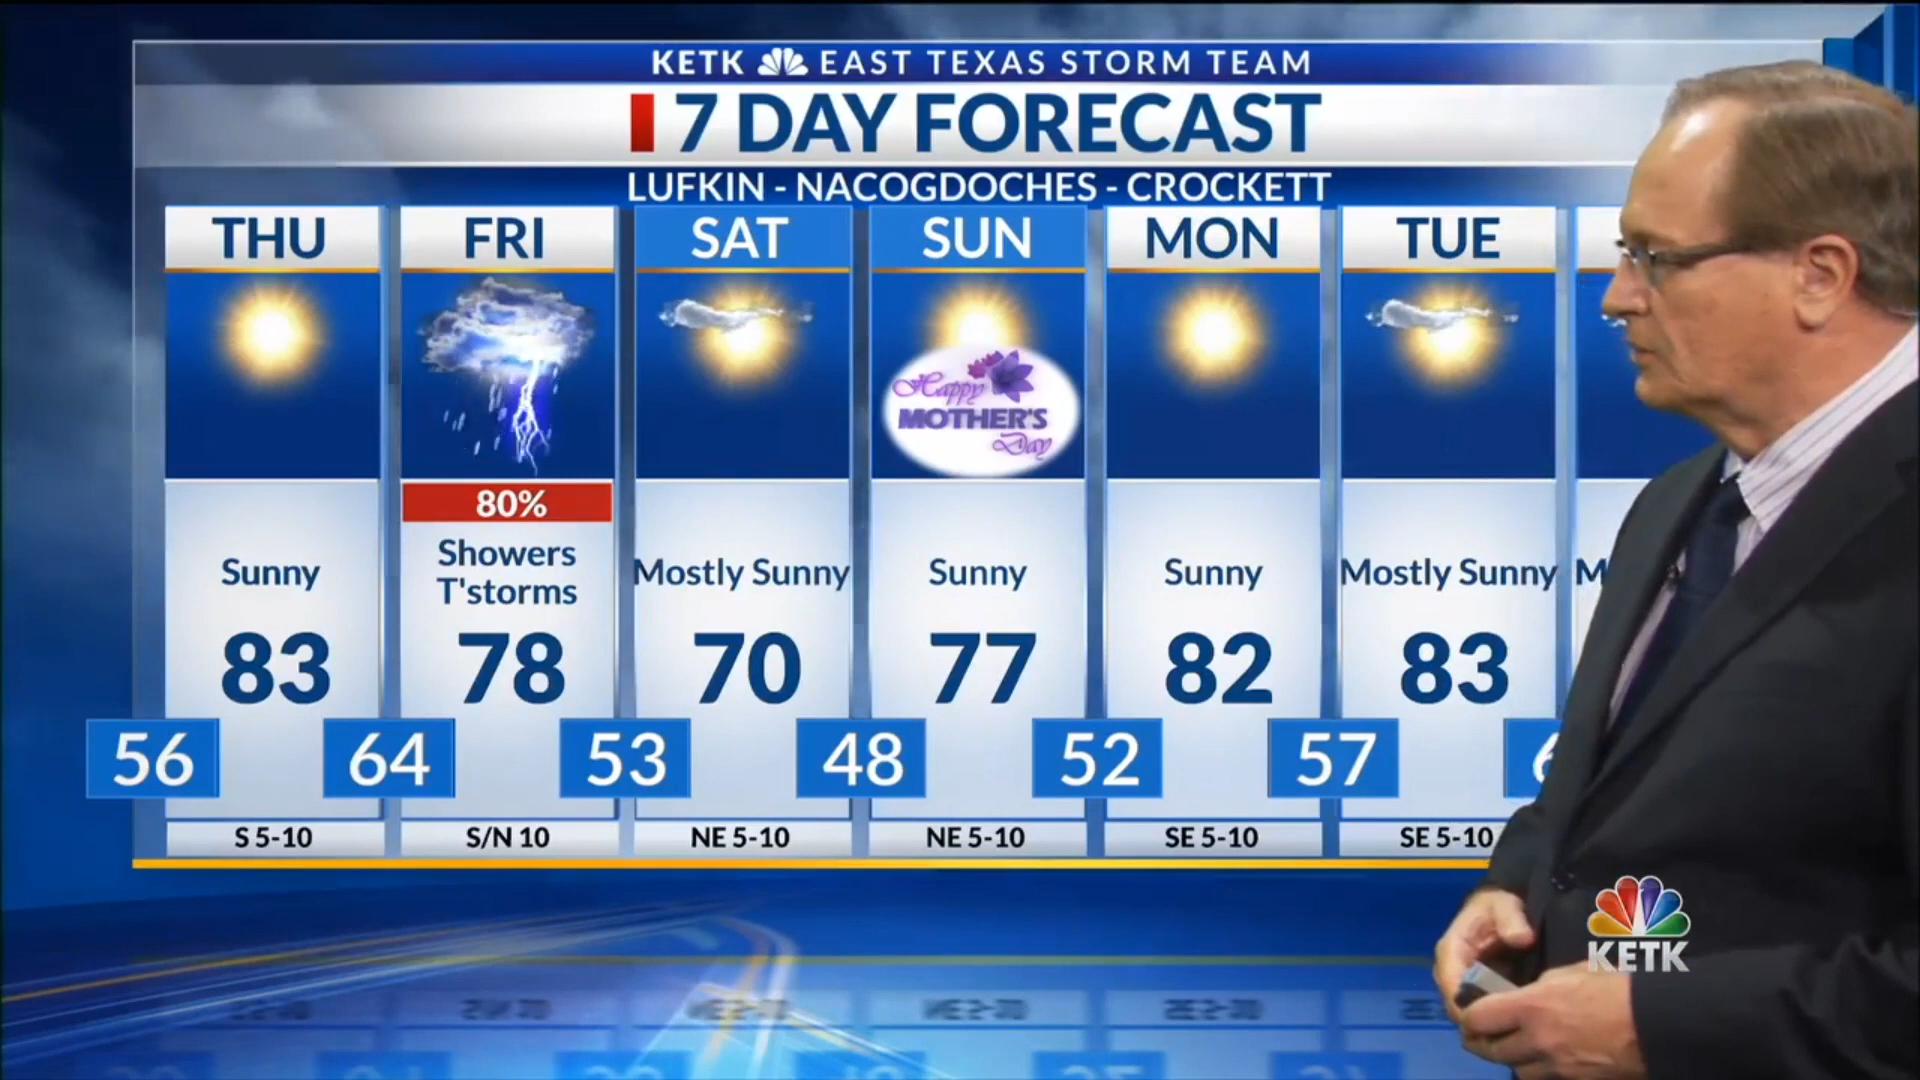 KETK EAST TEXAS STORM TEAM
7 DAY FORECAST
LUFKIN - NACOGDOCHES - CROCKETT
THU FRI SAT SUN MON TUE
Happy
MOTHER'S
Day
80%
Sunny Showers T'storms Mostly Sunny Sunny Sunny Mostly Sunny
83 78 70 77 82 83
56 64 53 48 52 57
S 5-10 S/N 10 NE 5-10 NE 5-10 SE 5-10 SE 5-10
KETK